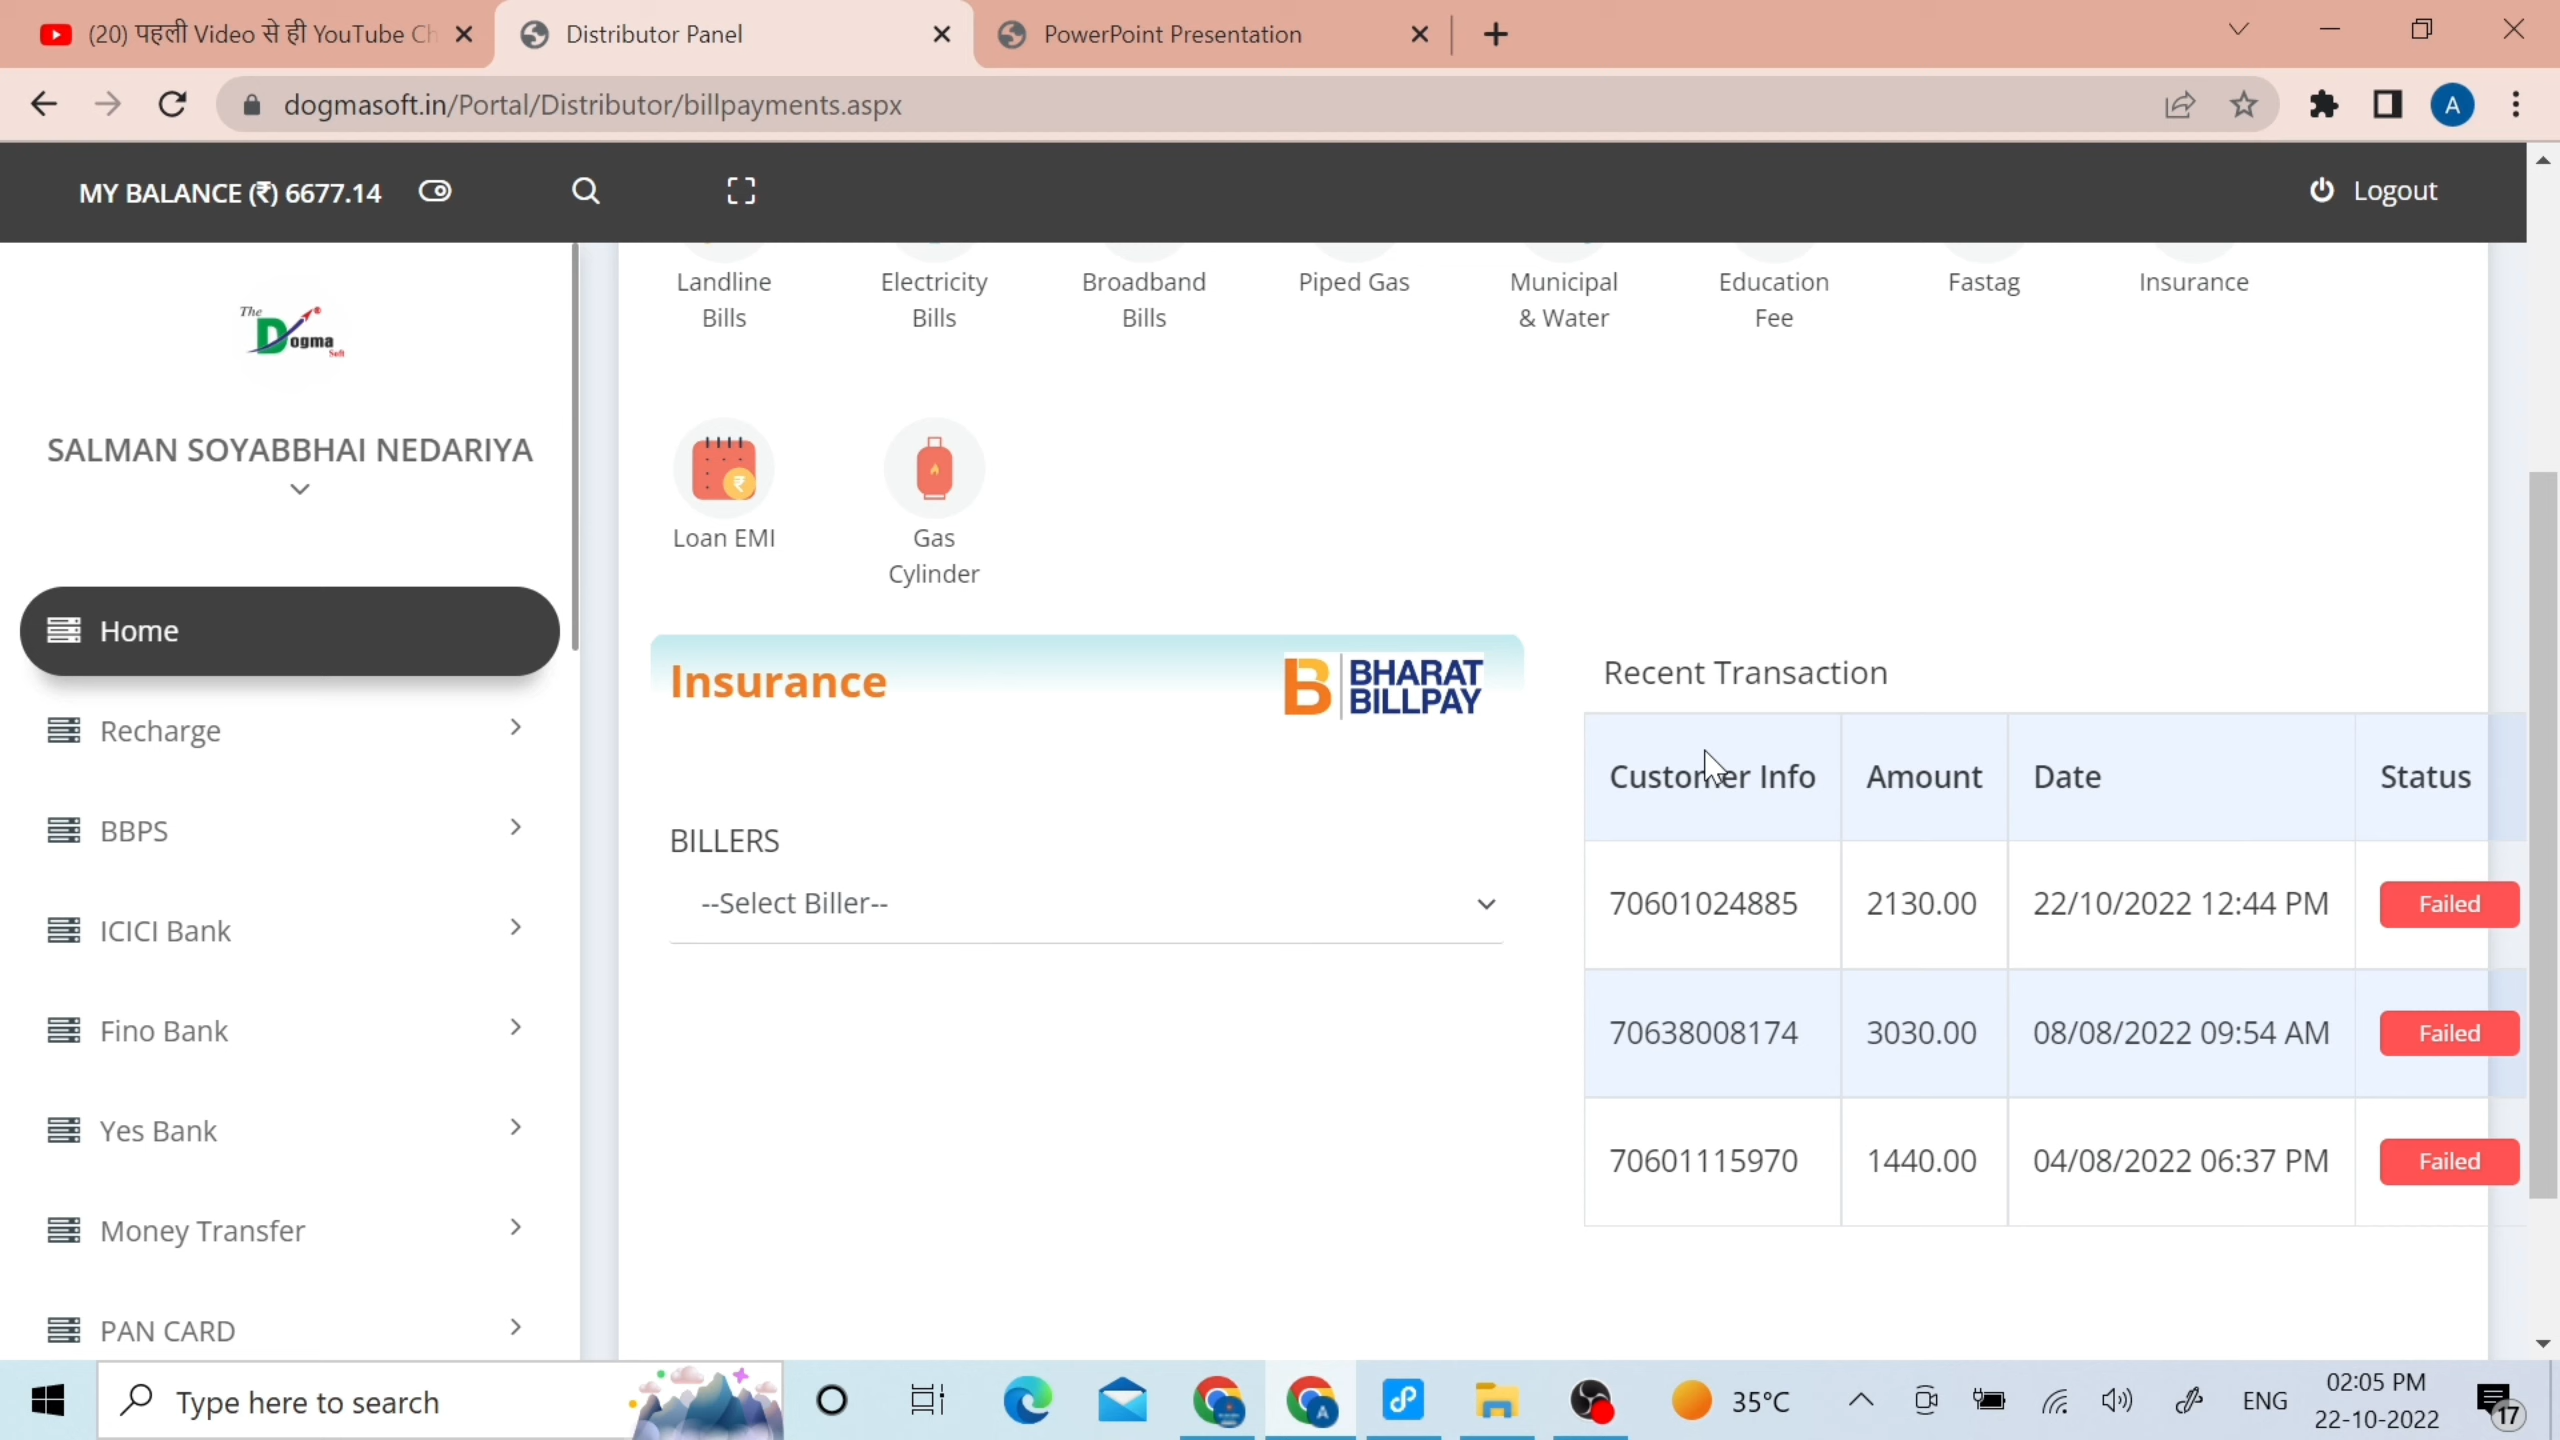 (20) पहली Video से ही YouTube Ch
Distributor Panel
PowerPoint Presentation
dogmasoft.in/Portal/Distributor/billpayments.aspx
A
MY BALANCE (₹) 6677.14
Logout
The Dogma Soft
SALMAN SOYABBHAI NEDARIYA
Home
Recharge
BBPS
ICICI Bank
Fino Bank
Yes Bank
Money Transfer
PAN CARD
Landline Bills
Electricity Bills
Broadband Bills
Piped Gas
Municipal & Water
Education Fee
Fastag
Insurance
Loan EMI
Gas Cylinder
Insurance
BHARAT BILLPAY
BILLERS
--Select Biller--
Recent Transaction
Customer Info Amount Date Status
70601024885 2130.00 22/10/2022 12:44 PM Failed
70638008174 3030.00 08/08/2022 09:54 AM Failed
70601115970 1440.00 04/08/2022 06:37 PM Failed
Type here to search
35°C
ENG
02:05 PM
22-10-2022
17